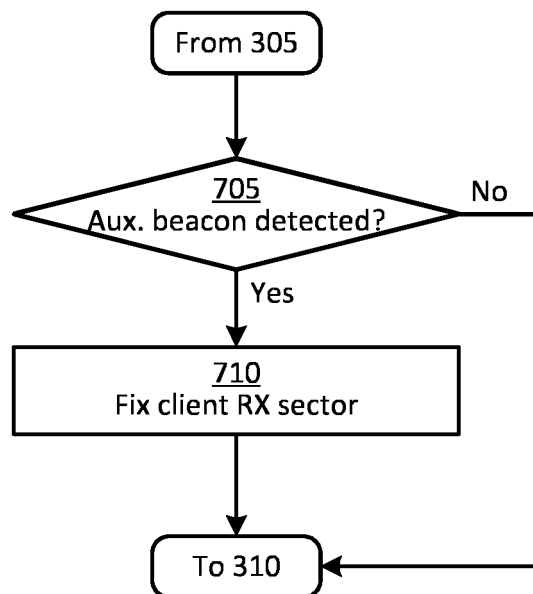 From 305
705
Aux. beacon detected?
No
Yes
710
Fix client RX sector
To 310